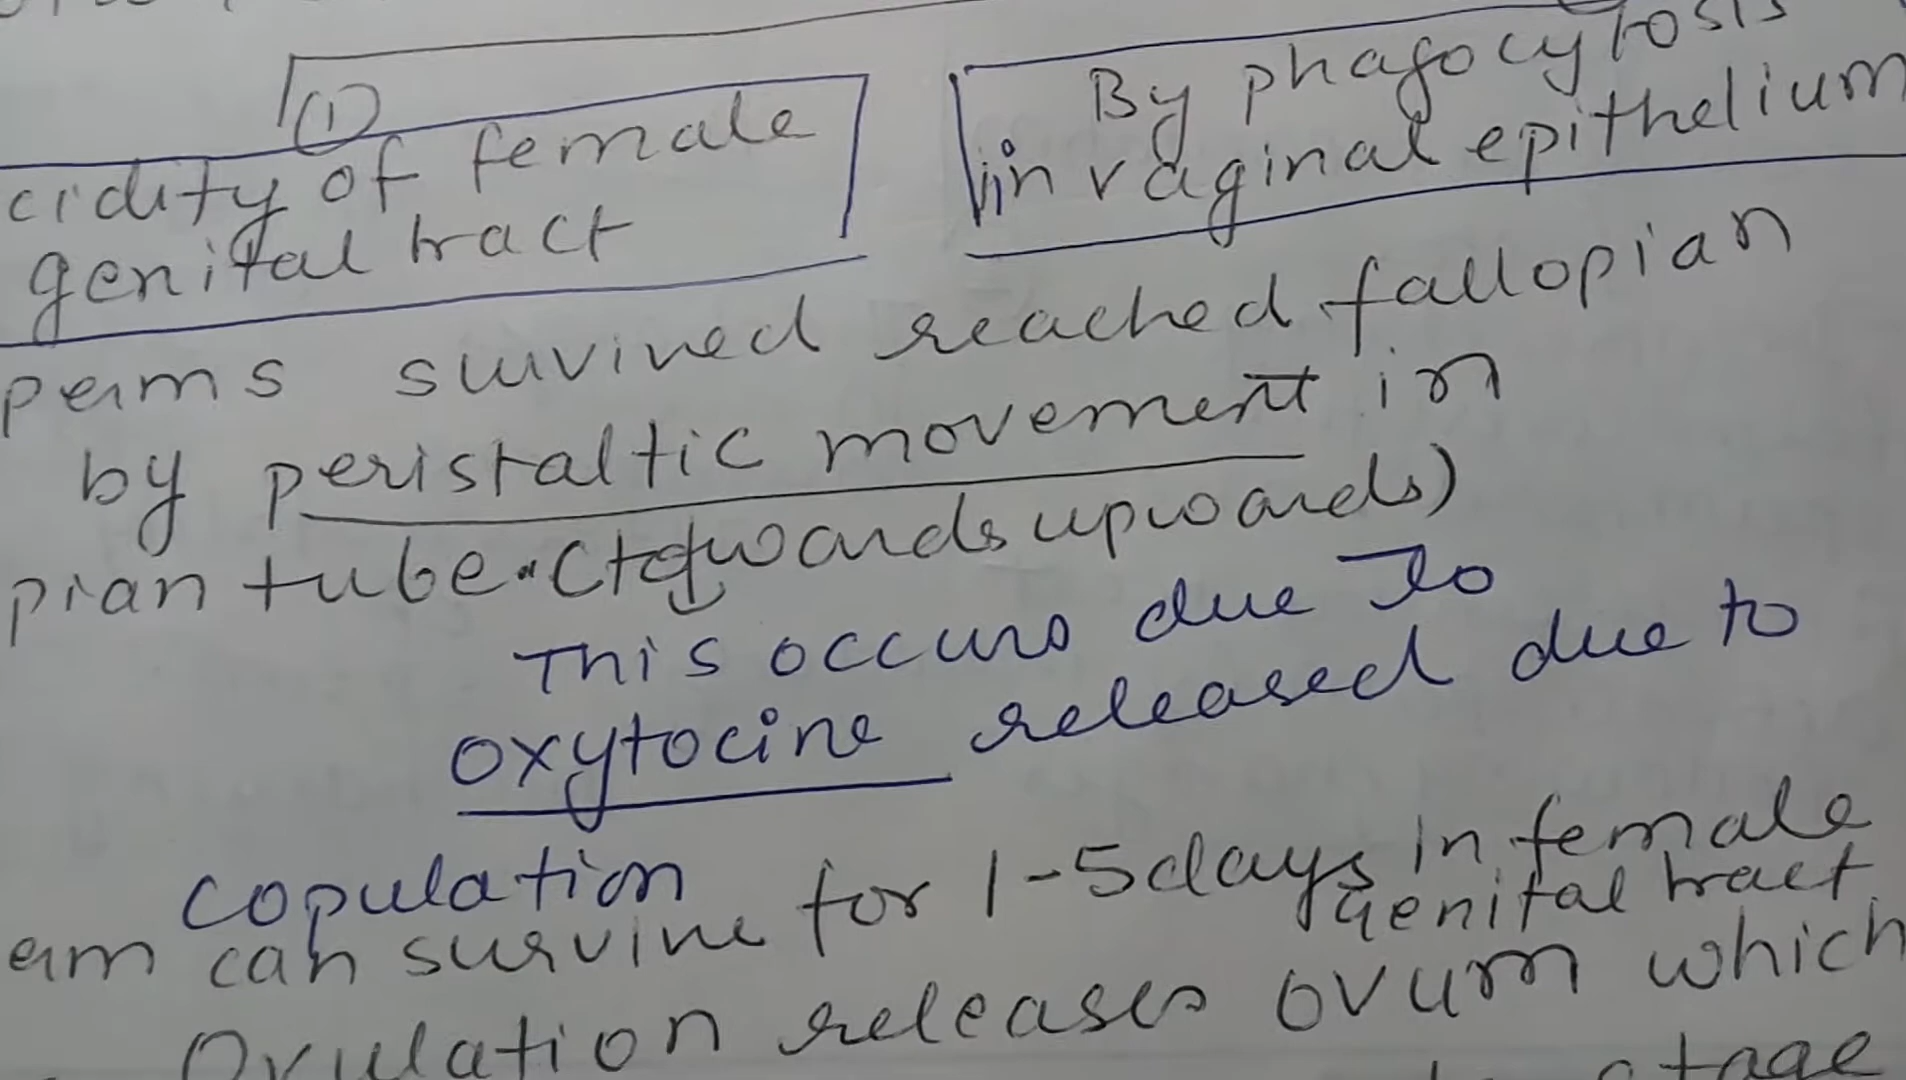 (1)
cidity of female
genital tract
By phagocytosis
in vaginal epithelium
perms survived reached fallopian
by peristaltic movement in
pian tube. (towards upwards)
This occurs due to
oxytocine released due to
copulation
erm can survive for 1-5 days in female
genital tract
Ovulation releases ovum which
stage